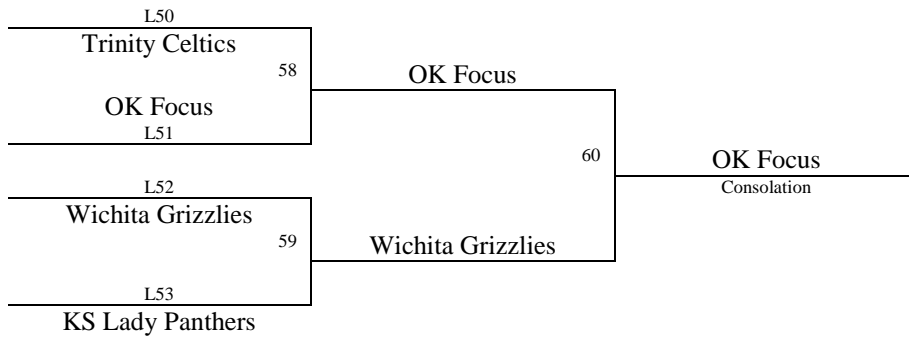 L50
Trinity Celtics
58
OK Focus
OK Focus
L51
60
OK Focus
Consolation
L52
Wichita Grizzlies
59
Wichita Grizzlies
L53
KS Lady Panthers